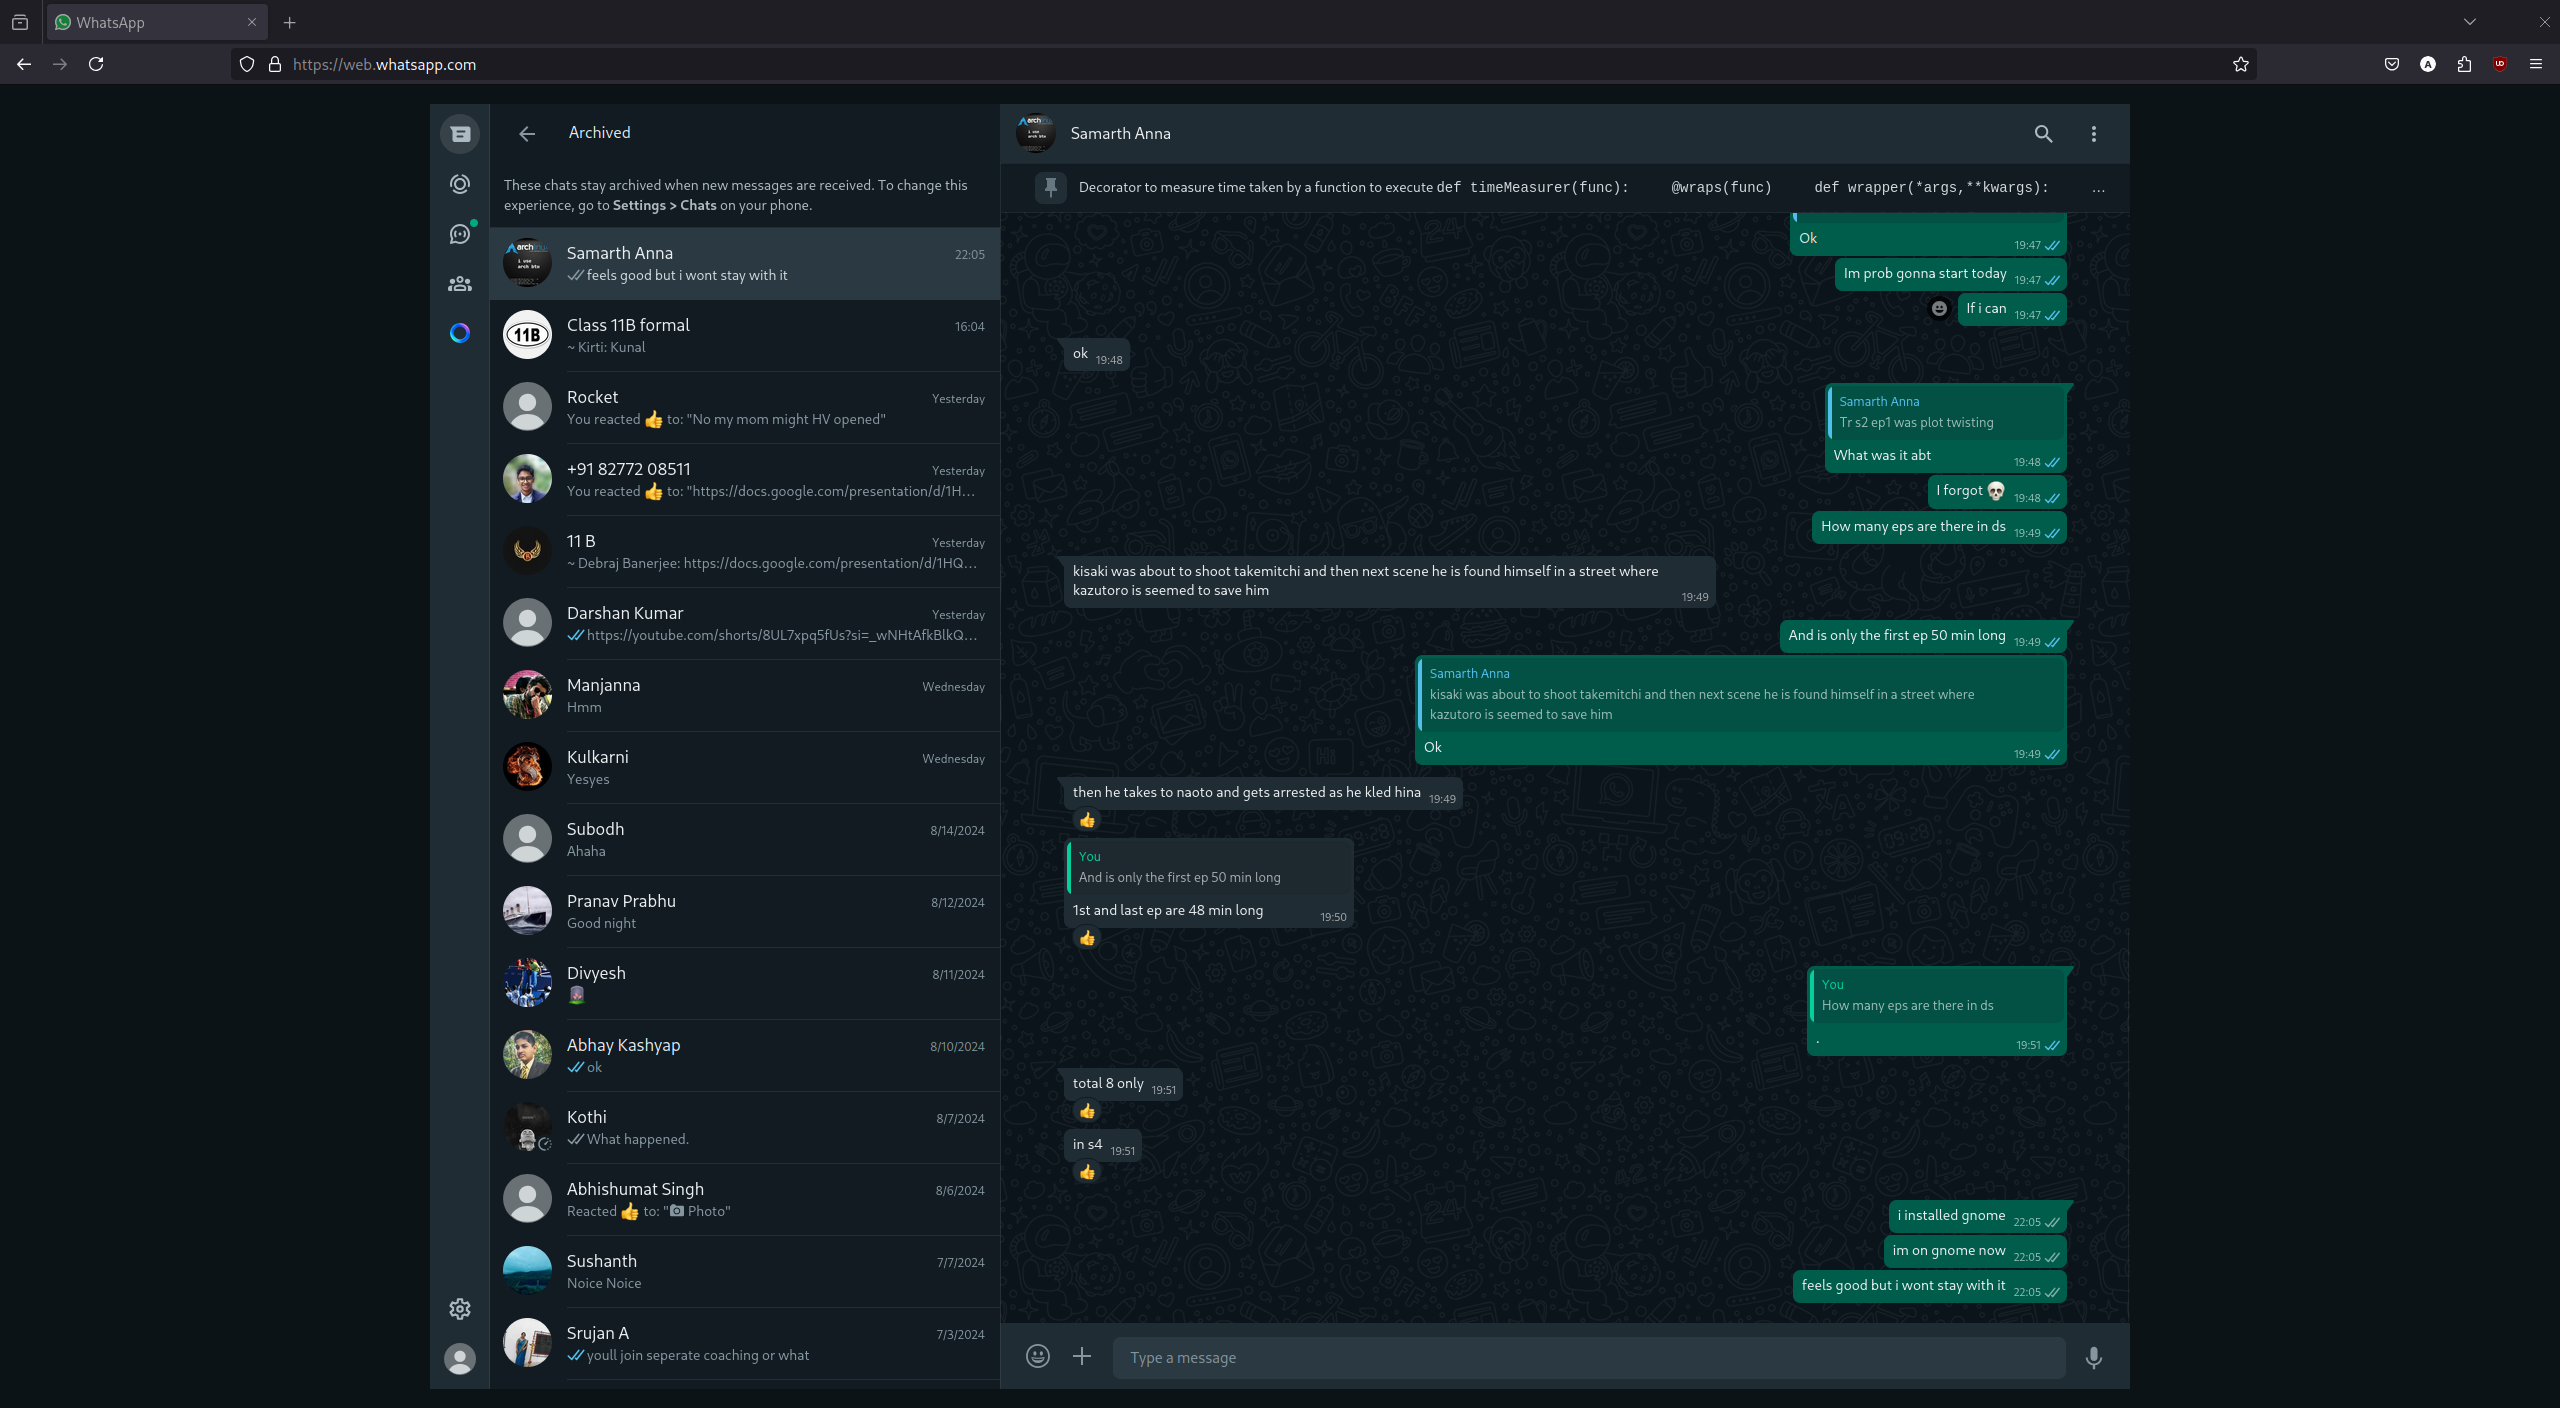 WhatsApp
https://web.whatsapp.com
Archived
These chats stay archived when new messages are received. To change this
experience, go to Settings > Chats on your phone.
Samarth Anna
22:05
feels good but i wont stay with it
11B
Class 11B formal
16:04
~ Kirti: Kunal
Rocket
Yesterday
You reacted 👍 to: "No my mom might HV opened"
+91 82772 08511
Yesterday
You reacted 👍 to: "https://docs.google.com/presentation/d/1H...
11 B
Yesterday
~ Debraj Banerjee: https://docs.google.com/presentation/d/1HQ...
Darshan Kumar
Yesterday
https://youtube.com/shorts/8UL7xpq5fUs?si=_wNHtAfkBlkQ...
Manjanna
Wednesday
Hmm
Kulkarni
Wednesday
Yesyes
Subodh
8/14/2024
Ahaha
Pranav Prabhu
8/12/2024
Good night
Divyesh
8/11/2024
Abhay Kashyap
8/10/2024
ok
Kothi
8/7/2024
What happened.
Abhishumat Singh
8/6/2024
Reacted 👍 to: "📷 Photo"
Sushanth
7/7/2024
Noice Noice
Srujan A
7/3/2024
youll join seperate coaching or what
arch
i use
arch btw
Samarth Anna
Decorator to measure time taken by a function to execute def timeMeasurer(func): @wraps(func) def wrapper(*args,**kwargs): ...
Ok 19:47
Im prob gonna start today 19:47
If i can 19:47
ok 19:48
Samarth Anna
Tr s2 ep1 was plot twisting
What was it abt 19:48
I forgot 💀 19:48
How many eps are there in ds 19:49
kisaki was about to shoot takemitchi and then next scene he is found himself in a street where
kazutoro is seemed to save him
19:49
And is only the first ep 50 min long 19:49
Samarth Anna
kisaki was about to shoot takemitchi and then next scene he is found himself in a street where
kazutoro is seemed to save him
Ok 19:49
then he takes to naoto and gets arrested as he kled hina 19:49
👍
You
And is only the first ep 50 min long
1st and last ep are 48 min long 19:50
👍
You
How many eps are there in ds
. 19:51
total 8 only 19:51
👍
in s4 19:51
👍
i installed gnome 22:05
im on gnome now 22:05
feels good but i wont stay with it 22:05
Type a message